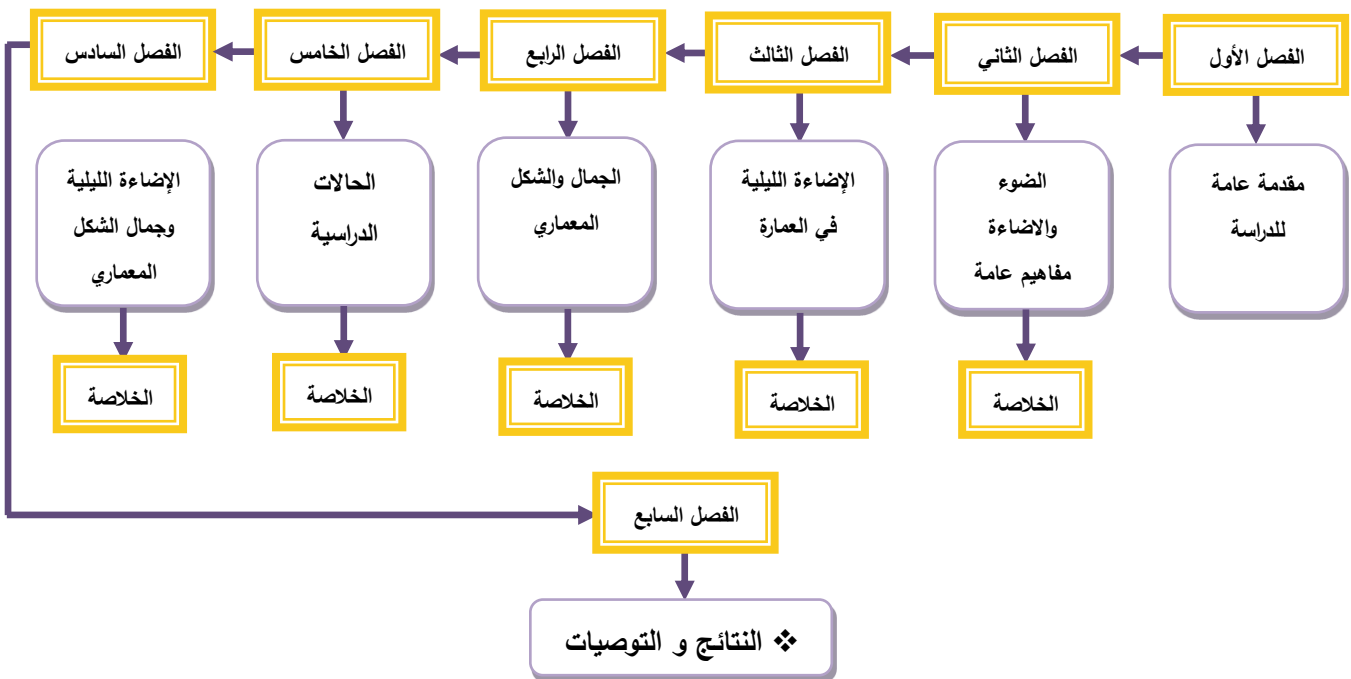 الفصل الأول
الفصل الثاني
الفصل الثالث
الفصل الرابع
الفصل الخامس
الفصل السادس
مقدمة عامة
للدراسة
الضوء
والاضاءة
مفاهيم عامة
الإضاءة الليلية
في العمارة
الجمال والشكل
المعماري
الحالات
الدراسية
الإضاءة الليلية
وجمال الشكل
المعماري
الخلاصة
الخلاصة
الخلاصة
الخلاصة
الخلاصة
الفصل السابع
❖ النتائج و التوصيات